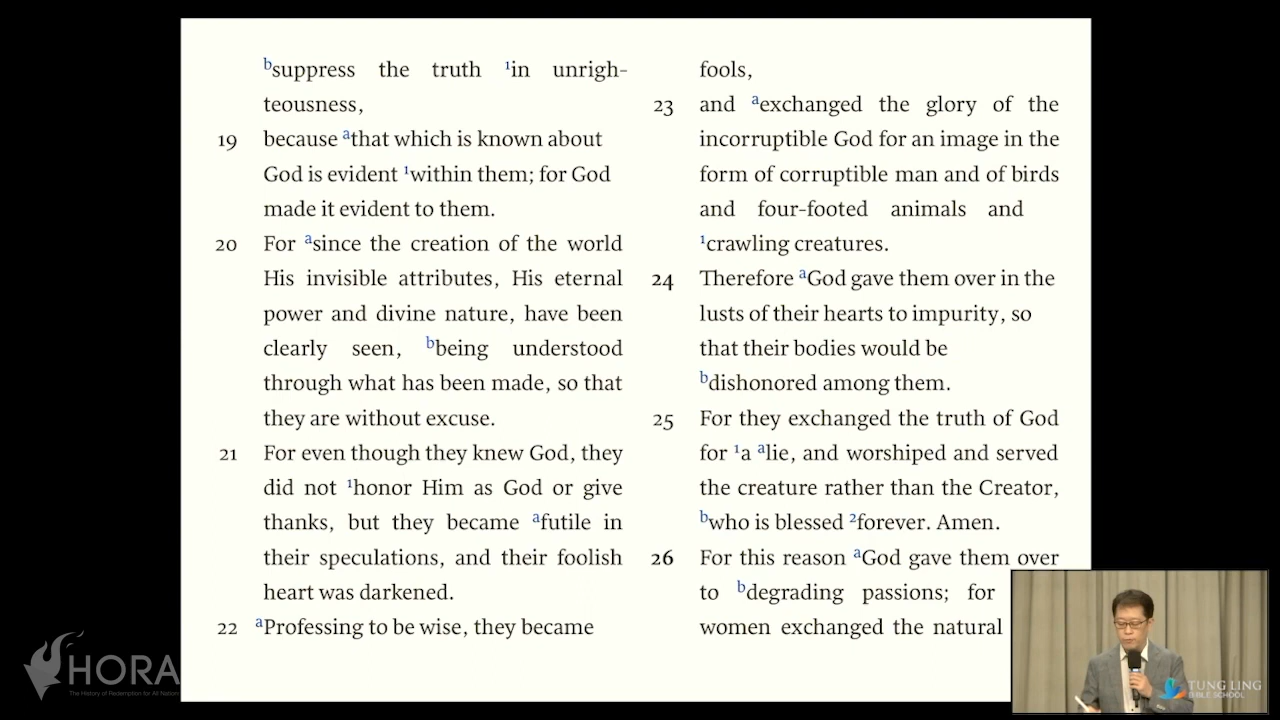 bsuppress the truth 1in unrigh-
teousness,
19 because athat which is known about
God is evident 1within them; for God
made it evident to them.
20 For asince the creation of the world
His invisible attributes, His eternal
power and divine nature, have been
clearly seen, bbeing understood
through what has been made, so that
they are without excuse.
21 For even though they knew God, they
did not 1honor Him as God or give
thanks, but they became afutile in
their speculations, and their foolish
heart was darkened.
22 aProfessing to be wise, they became
fools,
23 and aexchanged the glory of the
incorruptible God for an image in the
form of corruptible man and of birds
and four-footed animals and
1crawling creatures.
24 Therefore aGod gave them over in the
lusts of their hearts to impurity, so
that their bodies would be
bdishonored among them.
25 For they exchanged the truth of God
for 1a alie, and worshiped and served
the creature rather than the Creator,
bwho is blessed 2forever. Amen.
26 For this reason aGod gave them over
to bdegrading passions; for
women exchanged the natural
HORA
The History of Redemption for All Nation
TUNG LING
BIBLE SCHOOL